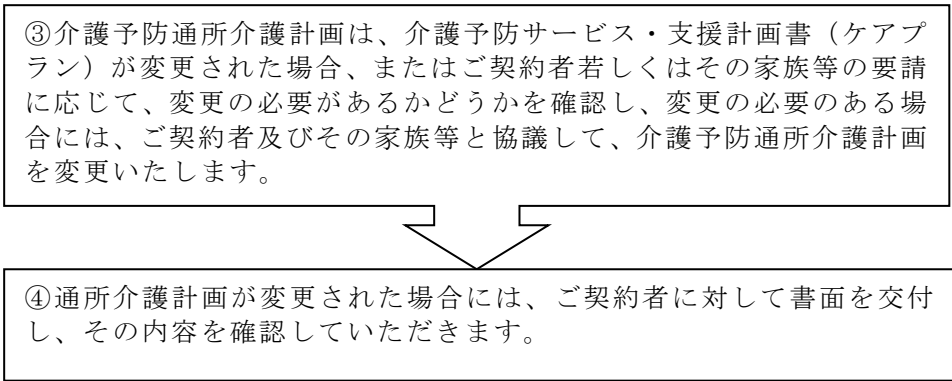 ③介護予防通所介護計画は、介護予防サービス・支援計画書（ケアプ
ラン）が変更された場合、またはご契約者若しくはその家族等の要請
に応じて、変更の必要があるかどうかを確認し、変更の必要のある場
合には、ご契約者及びその家族等と協議して、介護予防通所介護計画
を変更いたします。
④通所介護計画が変更された場合には、ご契約者に対して書面を交付
し、その内容を確認していただきます。